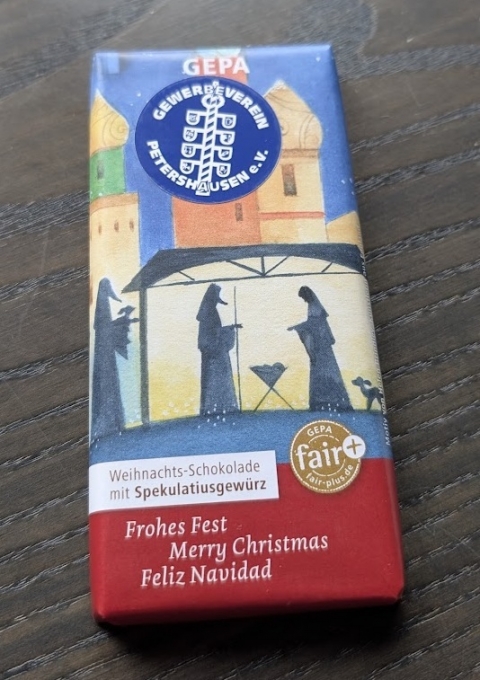 GEPA
GEWERBEVEREIN
PETERSHAUSEN e.V.
GEPA
fair+
fair-plus.de
Weihnachts-Schokolade
mit Spekulatiusgewürz
Frohes Fest
Merry Christmas
Feliz Navidad